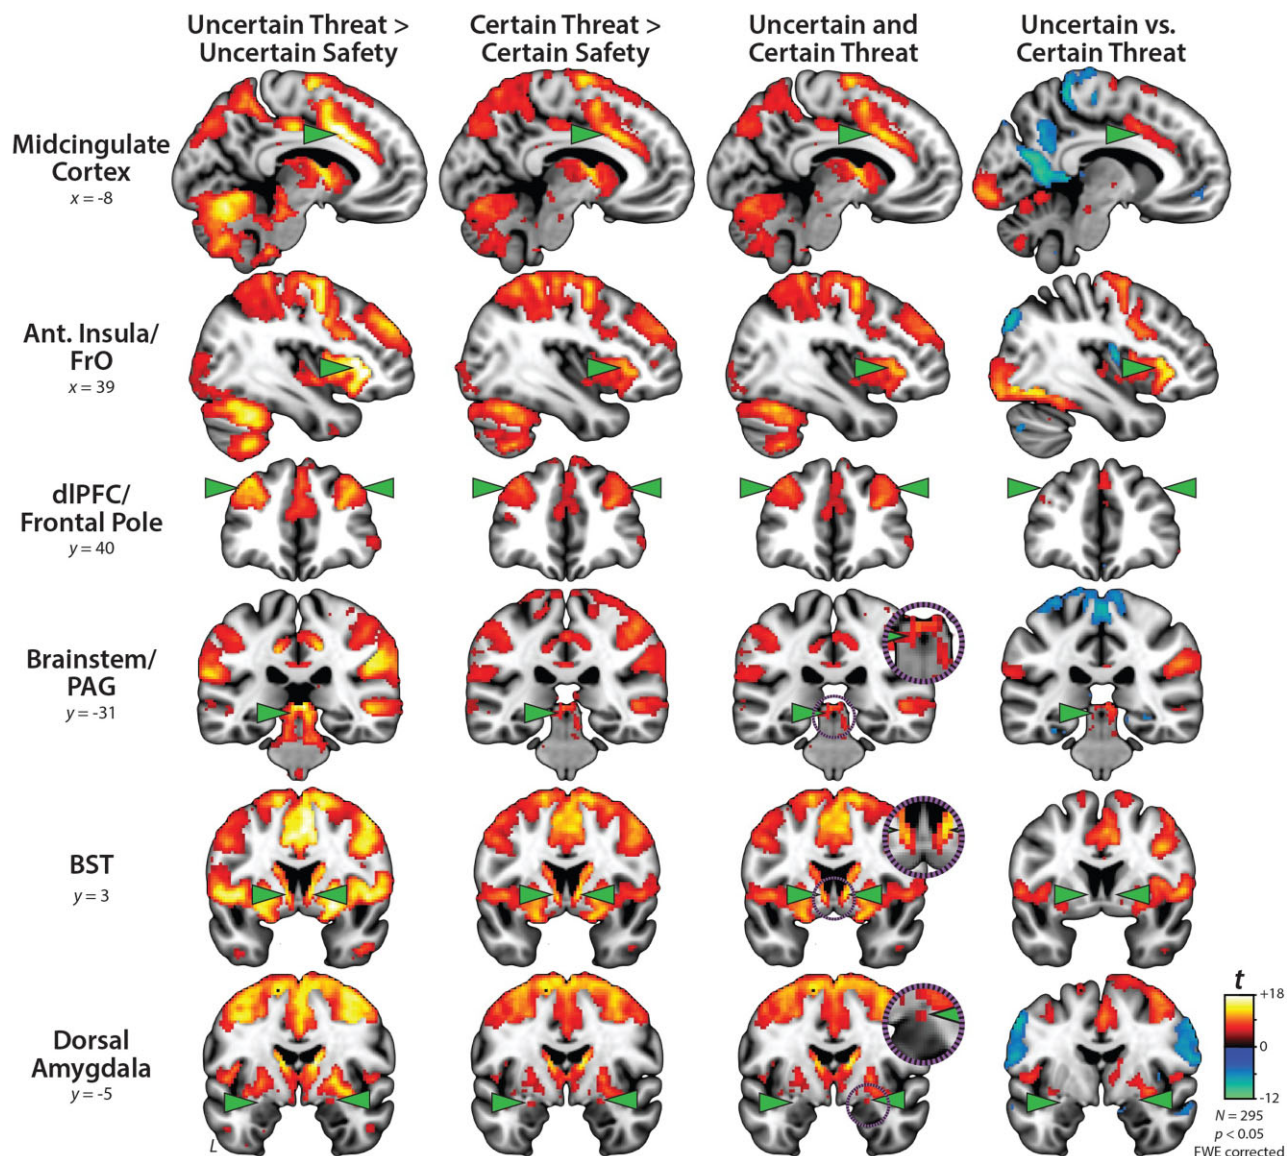 Uncertain Threat >
Uncertain Safety
Certain Threat >
Certain Safety
Uncertain and
Certain Threat
Uncertain vs.
Certain Threat
Midcingulate
Cortex
x = -8
Ant. Insula/
FrO
x = 39
dlPFC/
Frontal Pole
y = 40
Brainstem/
PAG
y = -31
BST
y = 3
Dorsal
Amygdala
y = -5
L
t
+18
0
-12
N = 295
p < 0.05
FWE corrected